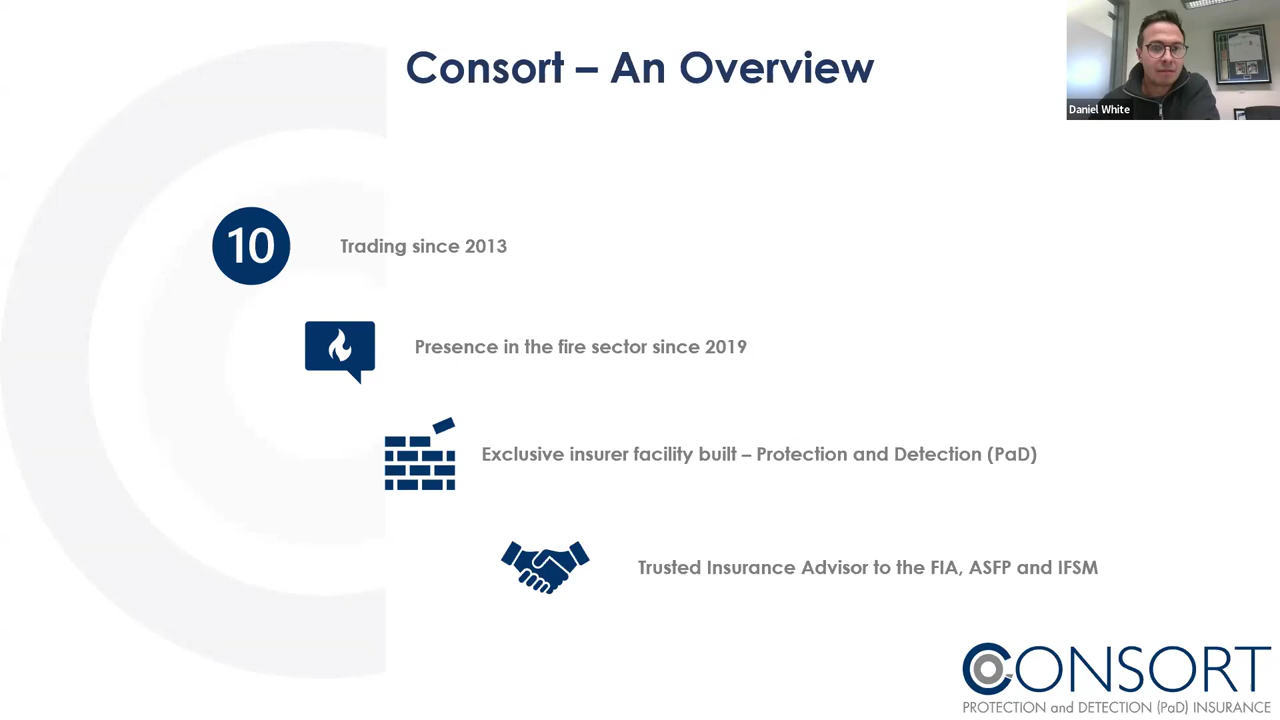 Consort – An Overview
Daniel White
10
Trading since 2013
Presence in the fire sector since 2019
Exclusive insurer facility built – Protection and Detection (PaD)
Trusted Insurance Advisor to the FIA, ASFP and IFSM
CONSORT
PROTECTION and DETECTION (PaD) INSURANCE